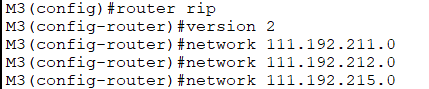 M3(config)#router rip
M3(config-router)#version 2
M3(config-router)#network 111.192.211.0
M3(config-router)#network 111.192.212.0
M3(config-router)#network 111.192.215.0